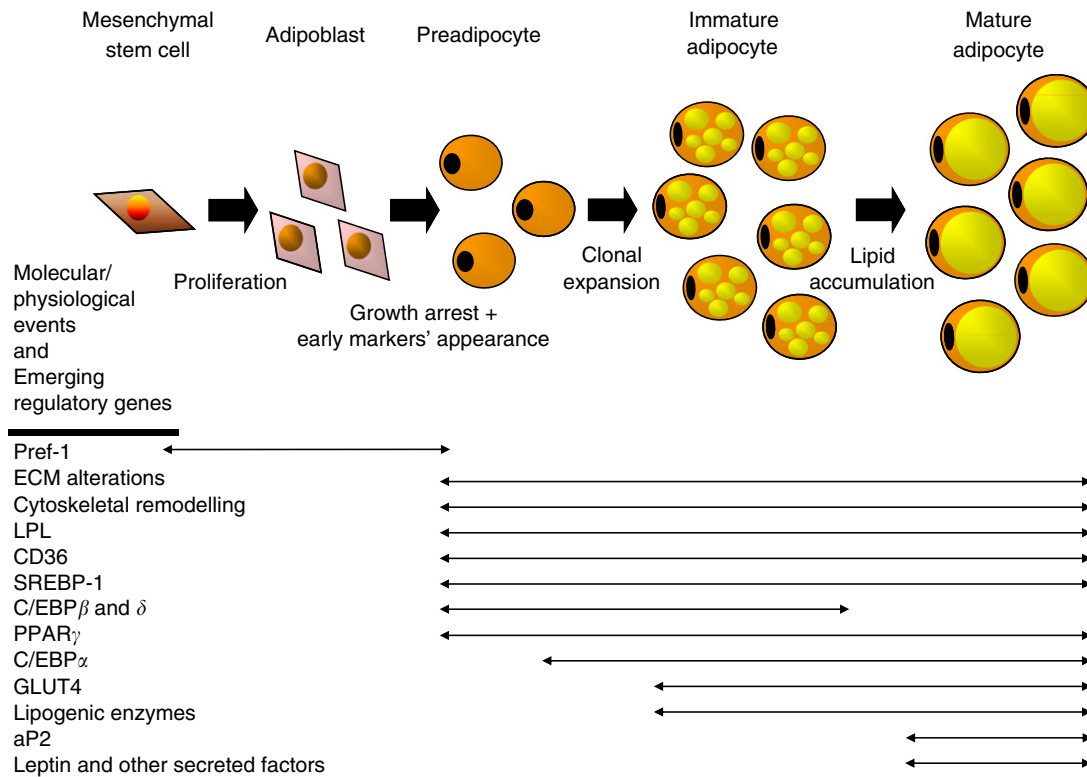 Mesenchymal
stem cell
Adipoblast
Preadipocyte
Immature
adipocyte
Mature
adipocyte
Proliferation
Growth arrest +
early markers' appearance
Clonal
expansion
Lipid
accumulation
Molecular/
physiological
events
and
Emerging
regulatory genes
Pref-1
ECM alterations
Cytoskeletal remodelling
LPL
CD36
SREBP-1
C/EBPβ and δ
PPARγ
C/EBPα
GLUT4
Lipogenic enzymes
aP2
Leptin and other secreted factors